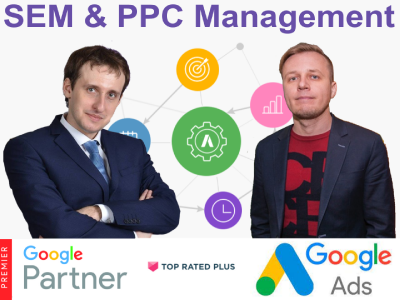 SEM & PPC Management
PREMIER
Google
Partner
TOP RATED PLUS
Google
Ads